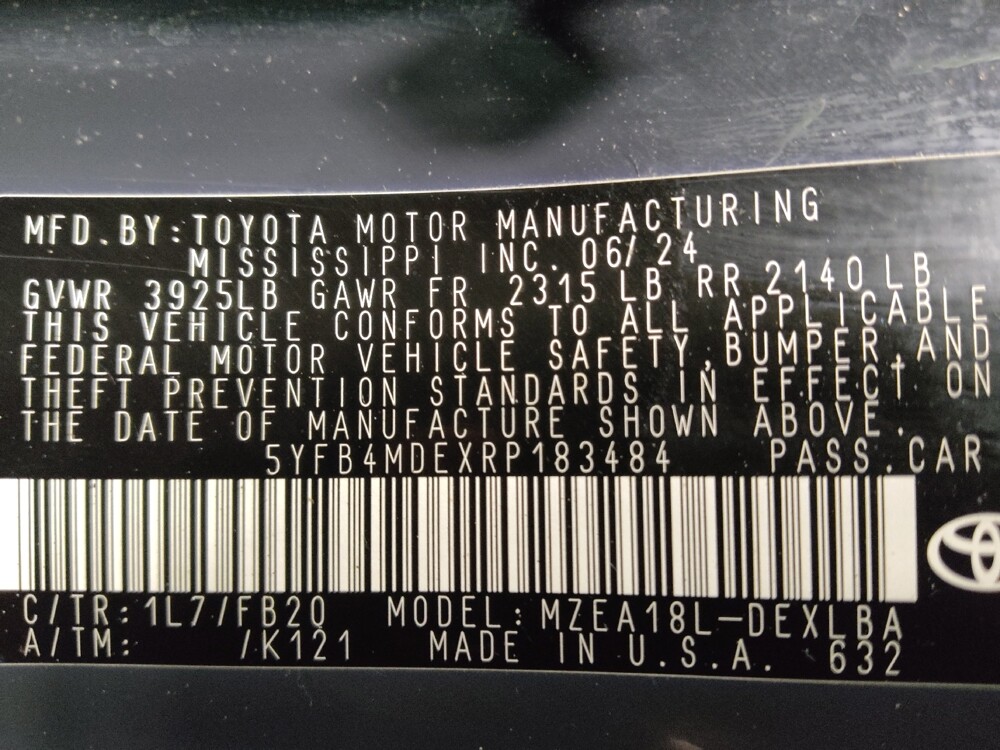 MFD.BY:TOYOTA MOTOR MANUFACTURING
MISSISSIPPI INC. 06/24
GVWR 3925LB GAWR FR 2315 LB RR 2140 LB
THIS VEHICLE CONFORMS TO ALL APPLICABLE
FEDERAL MOTOR VEHICLE SAFETY,BUMPER,AND
THEFT PREVENTION STANDARDS IN EFFECT ON
THE DATE OF MANUFACTURE SHOWN ABOVE.
5YFB4MDEXRP183484 PASS.CAR
C/TR: 1L7/FB20 MODEL: MZEA18L-DEXLBA
A/TM: /K121 MADE IN U.S.A. 632